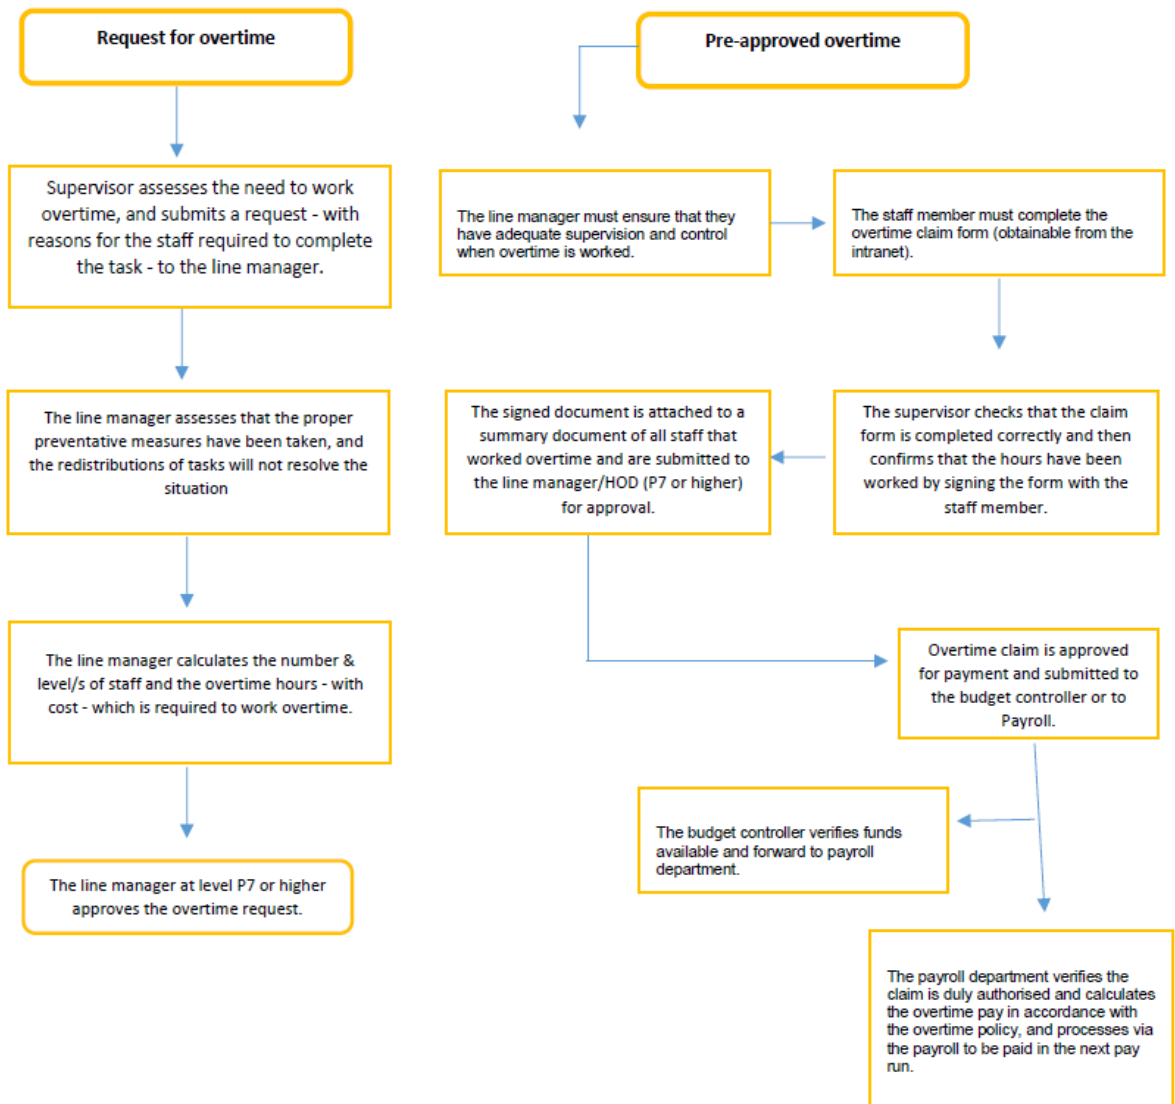 Request for overtime
Supervisor assesses the need to work
overtime, and submits a request - with
reasons for the staff required to complete
the task - to the line manager.
The line manager assesses that the proper
preventative measures have been taken, and
the redistributions of tasks will not resolve the
situation
The line manager calculates the number &
level/s of staff and the overtime hours - with
cost - which is required to work overtime.
The line manager at level P7 or higher
approves the overtime request.
Pre-approved overtime
The line manager must ensure that they
have adequate supervision and control
when overtime is worked.
The staff member must complete the
overtime claim form (obtainable from the
intranet).
The supervisor checks that the claim
form is completed correctly and then
confirms that the hours have been
worked by signing the form with the
staff member.
The signed document is attached to a
summary document of all staff that
worked overtime and are submitted to
the line manager/HOD (P7 or higher)
for approval.
Overtime claim is approved
for payment and submitted to
the budget controller or to
Payroll.
The budget controller verifies funds
available and forward to payroll
department.
The payroll department verifies the
claim is duly authorised and calculates
the overtime pay in accordance with
the overtime policy, and processes via
the payroll to be paid in the next pay
run.